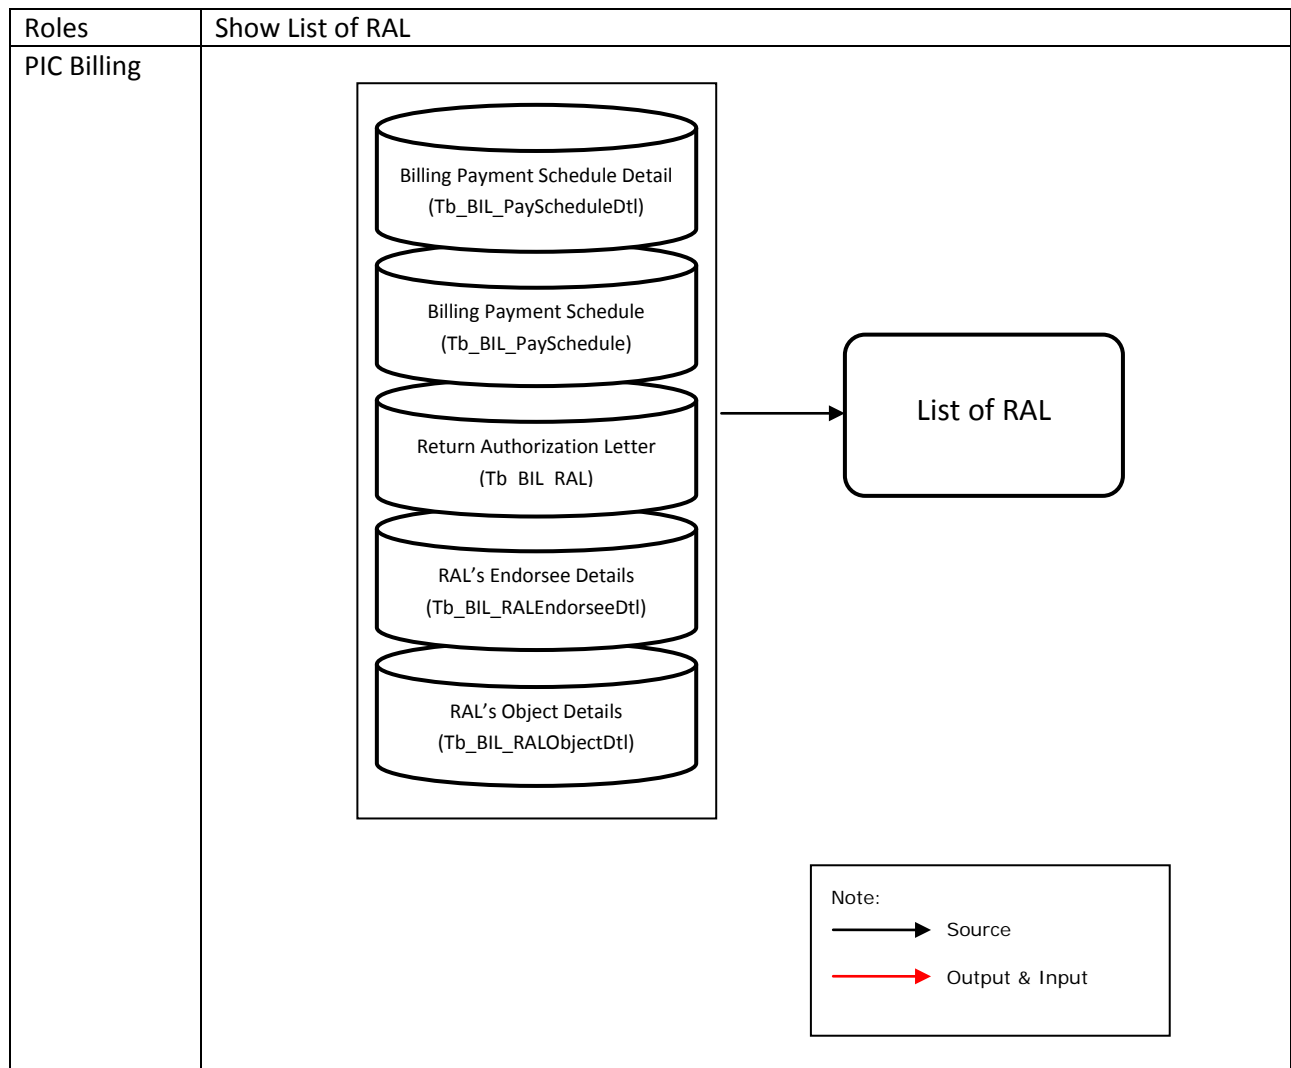 Roles
Show List of RAL
PIC Billing
Billing Payment Schedule Detail
(Tb_BIL_PayScheduleDtl)
Billing Payment Schedule
(Tb_BIL_PaySchedule)
Return Authorization Letter
(Tb BIL RAL)
RAL’s Endorsee Details
(Tb_BIL_RALEndorseeDtl)
RAL’s Object Details
(Tb_BIL_RALObjectDtl)
List of RAL
Note:
Source
Output & Input